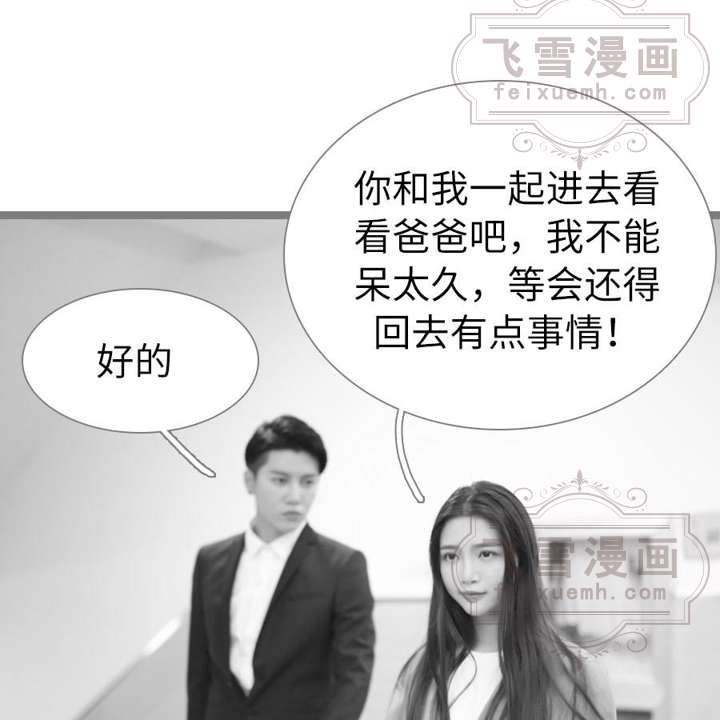 飞雪漫画
feixuemh.com
你和我一起进去看
看爸爸吧，我不能
呆太久，等会还得
回去有点事情！
好的
飞雪漫画
feixuemh.com